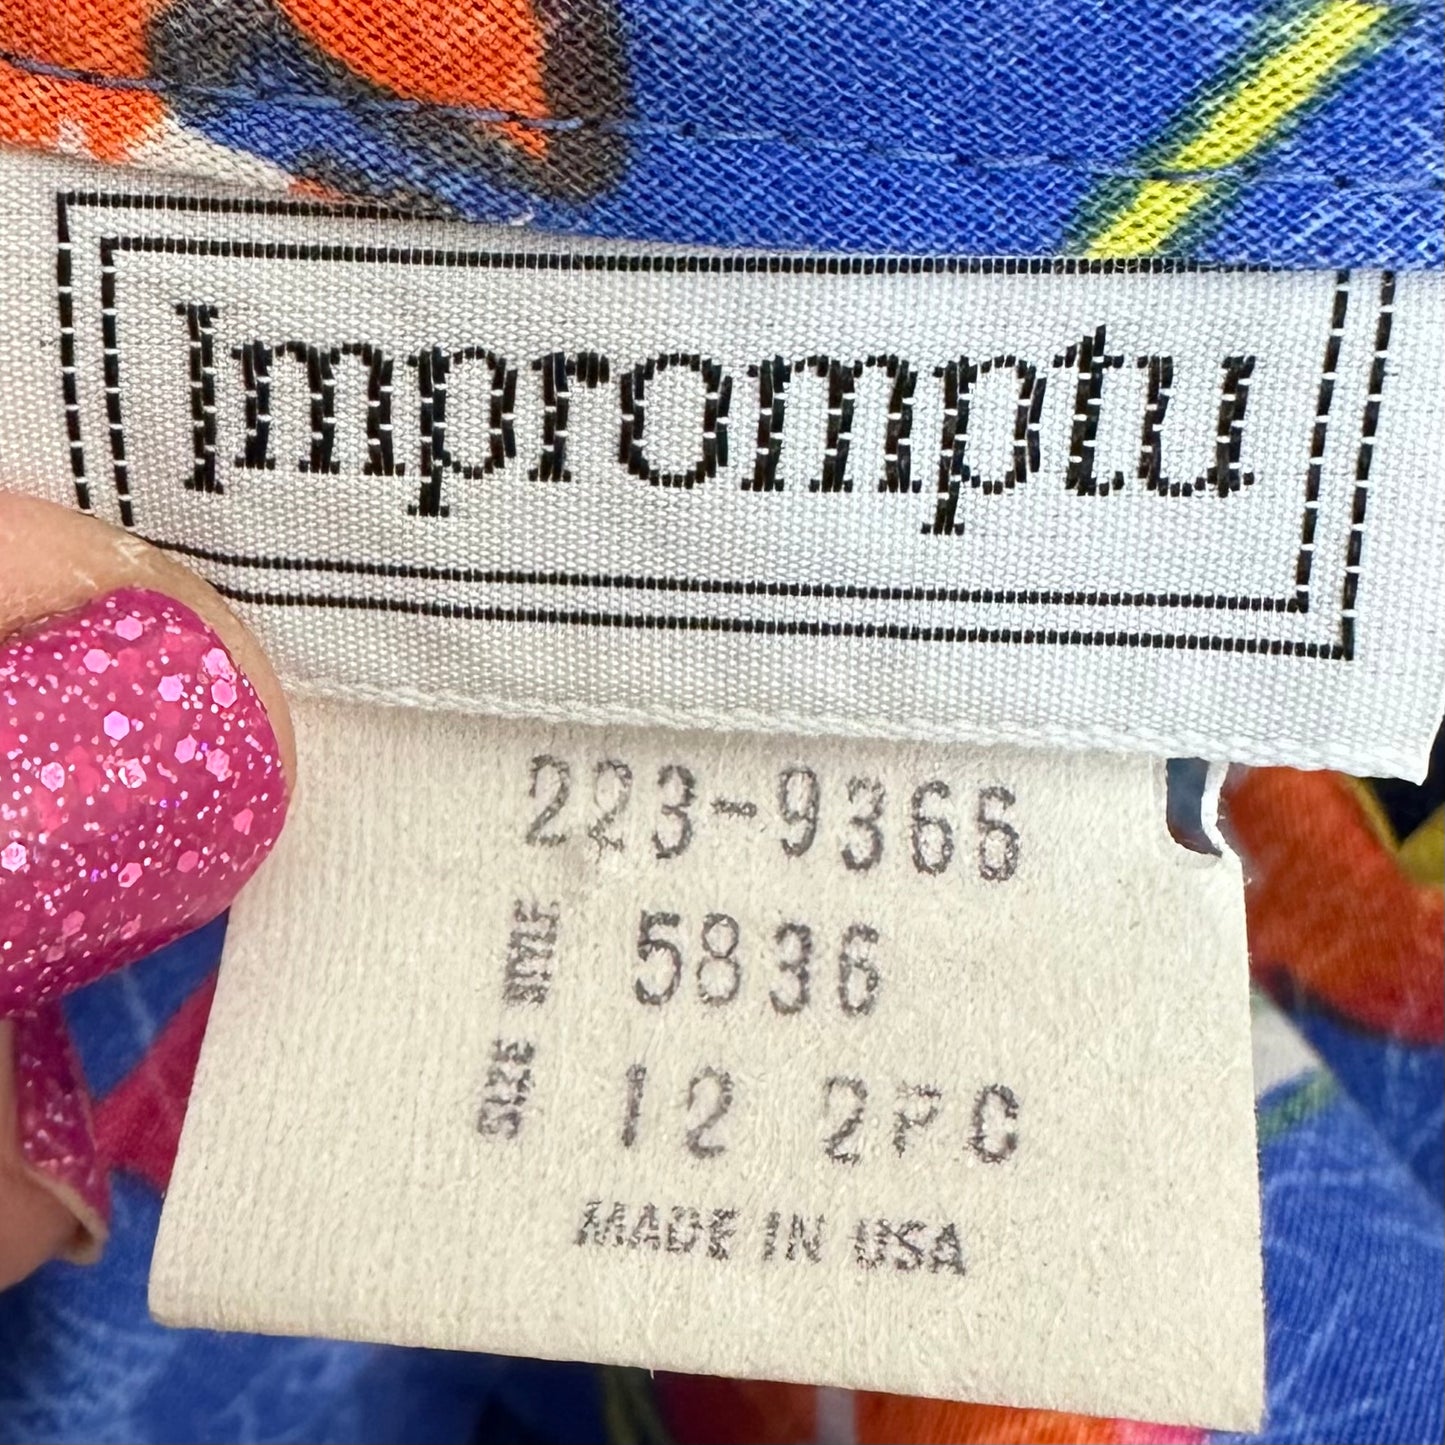 Impromptu
223-9366
STYLE 5836
SIZE 12 2PC
MADE IN USA